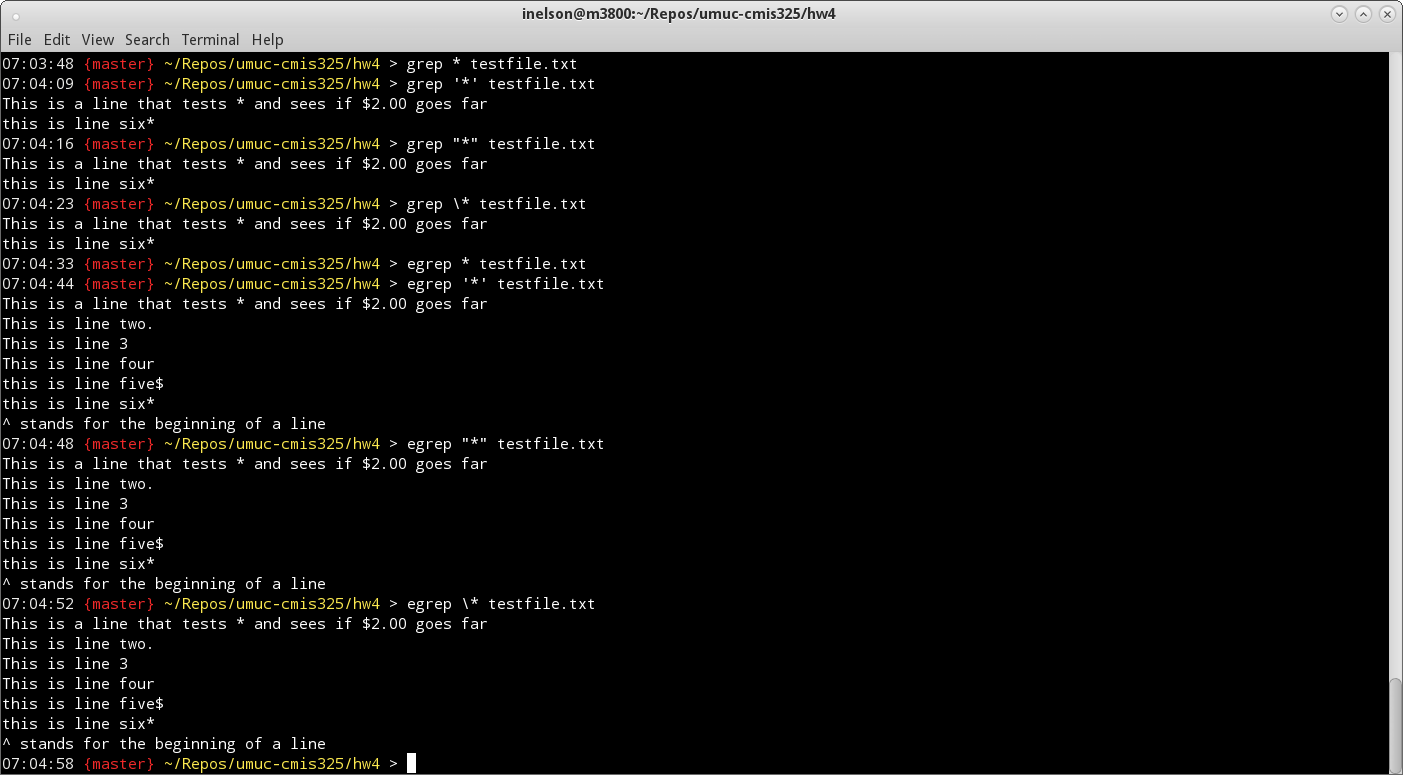 inelson@m3800:~/Repos/umuc-cmis325/hw4
File Edit View Search Terminal Help
07:03:48 {master} ~/Repos/umuc-cmis325/hw4 > grep * testfile.txt
07:04:09 {master} ~/Repos/umuc-cmis325/hw4 > grep '*' testfile.txt
This is a line that tests * and sees if $2.00 goes far
this is line six*
07:04:16 {master} ~/Repos/umuc-cmis325/hw4 > grep "*" testfile.txt
This is a line that tests * and sees if $2.00 goes far
this is line six*
07:04:23 {master} ~/Repos/umuc-cmis325/hw4 > grep \* testfile.txt
This is a line that tests * and sees if $2.00 goes far
this is line six*
07:04:33 {master} ~/Repos/umuc-cmis325/hw4 > egrep * testfile.txt
07:04:44 {master} ~/Repos/umuc-cmis325/hw4 > egrep '*' testfile.txt
This is a line that tests * and sees if $2.00 goes far
This is line two.
This is line 3
This is line four
this is line five$
this is line six*
^ stands for the beginning of a line
07:04:48 {master} ~/Repos/umuc-cmis325/hw4 > egrep "*" testfile.txt
This is a line that tests * and sees if $2.00 goes far
This is line two.
This is line 3
This is line four
this is line five$
this is line six*
^ stands for the beginning of a line
07:04:52 {master} ~/Repos/umuc-cmis325/hw4 > egrep \* testfile.txt
This is a line that tests * and sees if $2.00 goes far
This is line two.
This is line 3
This is line four
this is line five$
this is line six*
^ stands for the beginning of a line
07:04:58 {master} ~/Repos/umuc-cmis325/hw4 >